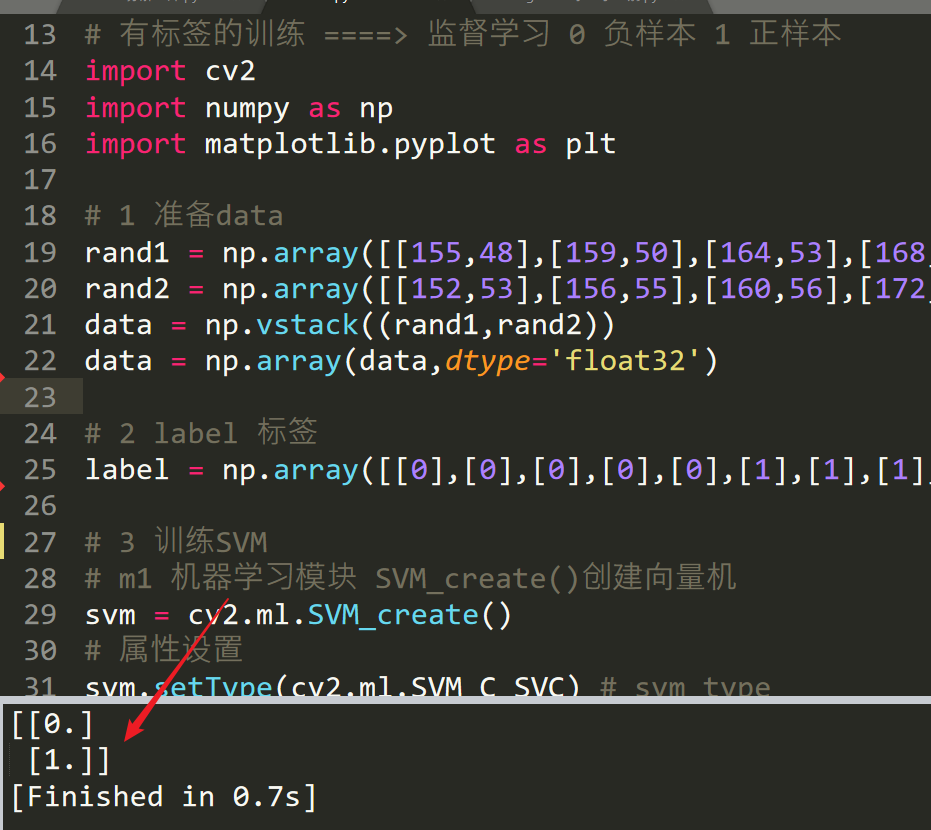 13 # 有标签的训练 ====> 监督学习 0 负样本 1 正样本
14 import cv2
15 import numpy as np
16 import matplotlib.pyplot as plt
17
18 # 1 准备data
19 rand1 = np.array([[155,48],[159,50],[164,53],[168,
20 rand2 = np.array([[152,53],[156,55],[160,56],[172,
21 data = np.vstack((rand1,rand2))
22 data = np.array(data,dtype='float32')
23
24 # 2 label 标签
25 label = np.array([[0],[0],[0],[0],[0],[1],[1],[1],
26
27 # 3 训练SVM
28 # ml 机器学习模块 SVM_create()创建向量机
29 svm = cv2.ml.SVM_create()
30 # 属性设置
31 svm.setType(cv2.ml.SVM_C_SVC) # svm type
[[0.]
[1.]]
[Finished in 0.7s]